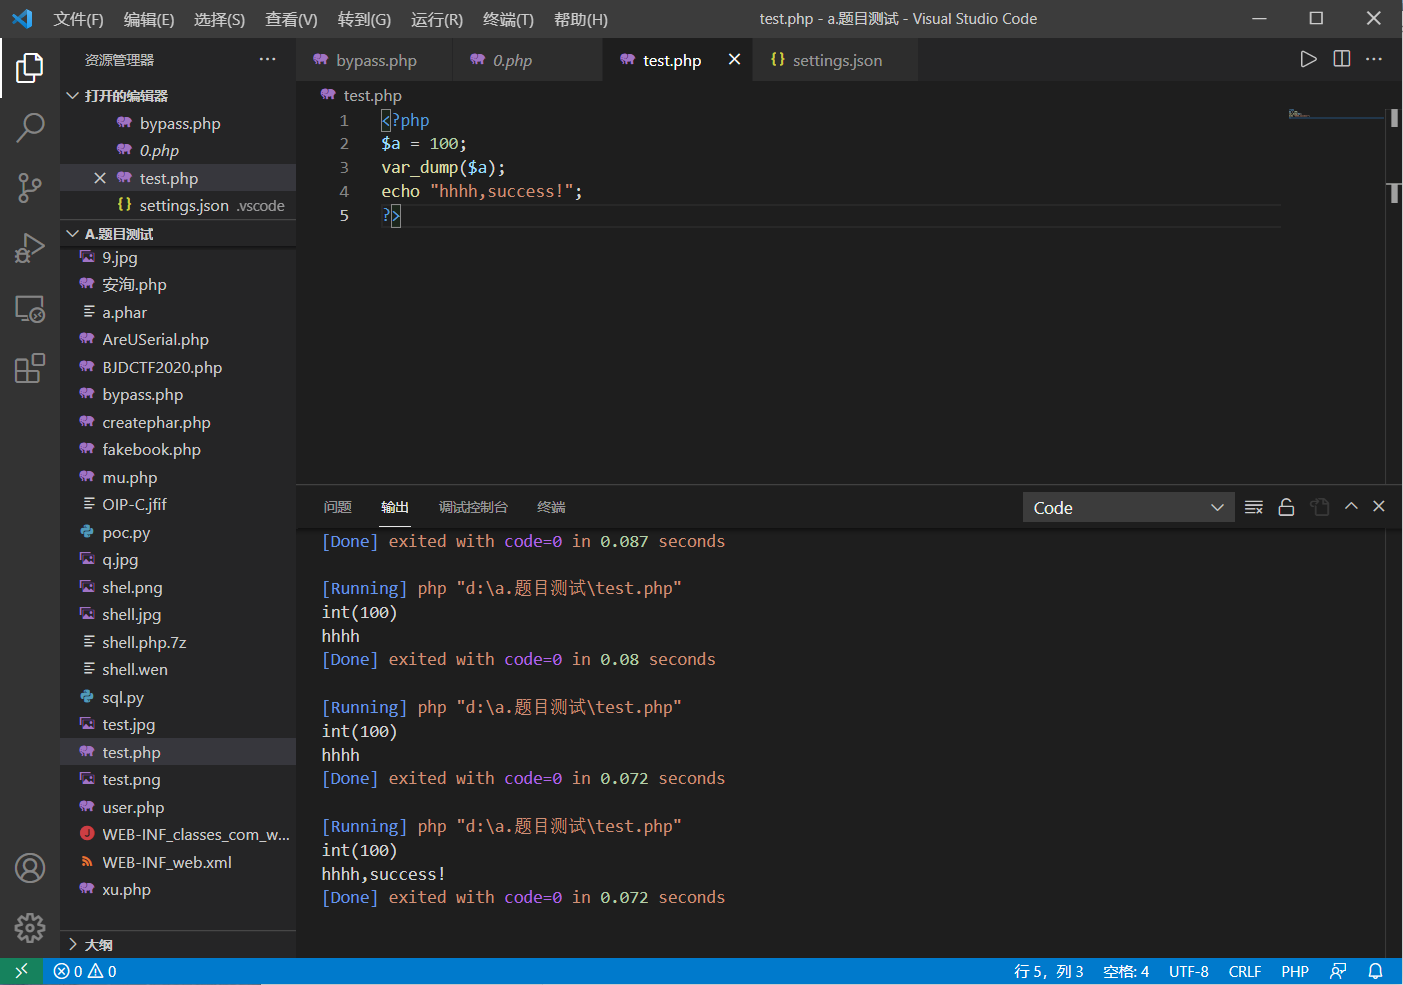 文件(F) 编辑(E) 选择(S) 查看(V) 转到(G) 运行(R) 终端(T) 帮助(H) test.php - a.题目测试 - Visual Studio Code
资源管理器
打开的编辑器
bypass.php
0.php
test.php
settings.json .vscode
A.题目测试
9.jpg
安洵.php
a.phar
AreUSerial.php
BJDCTF2020.php
bypass.php
createphar.php
fakebook.php
mu.php
OIP-C.jfif
poc.py
q.jpg
shel.png
shell.jpg
shell.php.7z
shell.wen
sql.py
test.jpg
test.php
test.png
user.php
WEB-INF_classes_com_w...
WEB-INF_web.xml
xu.php
大纲
bypass.php 0.php test.php settings.json
test.php
1 <?php
2 $a = 100;
3 var_dump($a);
4 echo "hhhh,success!";
5 ?>
问题 输出 调试控制台 终端 Code
[Done] exited with code=0 in 0.087 seconds
[Running] php "d:\a.题目测试\test.php"
int(100)
hhhh
[Done] exited with code=0 in 0.08 seconds
[Running] php "d:\a.题目测试\test.php"
int(100)
hhhh
[Done] exited with code=0 in 0.072 seconds
[Running] php "d:\a.题目测试\test.php"
int(100)
hhhh,success!
[Done] exited with code=0 in 0.072 seconds
0 0 行 5，列 3 空格: 4 UTF-8 CRLF PHP